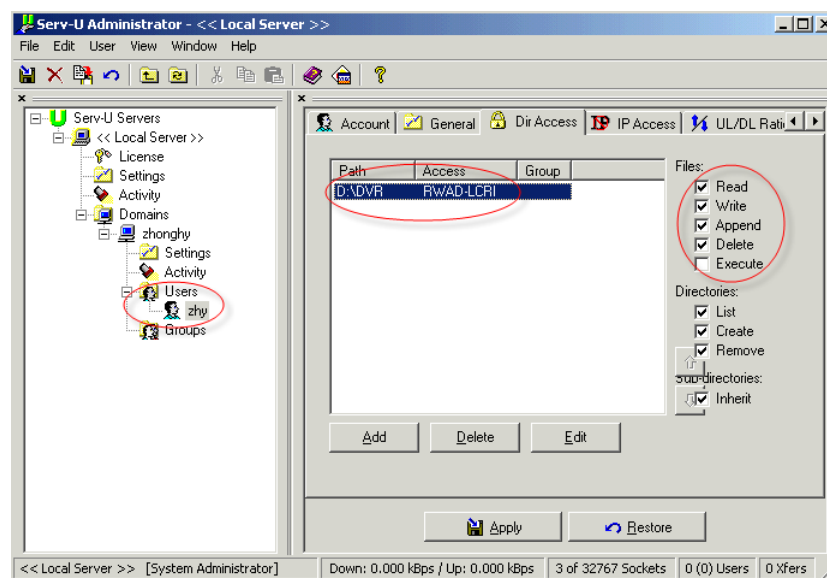 Serv-U Administrator - << Local Server >>
File Edit User View Window Help
Serv-U Servers
<< Local Server >>
License
Settings
Activity
Domains
zhonghy
Settings
Activity
Users
zhy
Groups
Account General Dir Access IP Access UL/DL Rati
Path Access Group
D:\DVR RWAD-LCRI
Files:
Read
Write
Append
Delete
Execute
Directories:
List
Create
Remove
Sub-directories:
Inherit
Add Delete Edit
Apply Restore
<< Local Server >> [System Administrator] Down: 0.000 kBps / Up: 0.000 kBps 3 of 32767 Sockets 0 (0) Users 0 Xfers